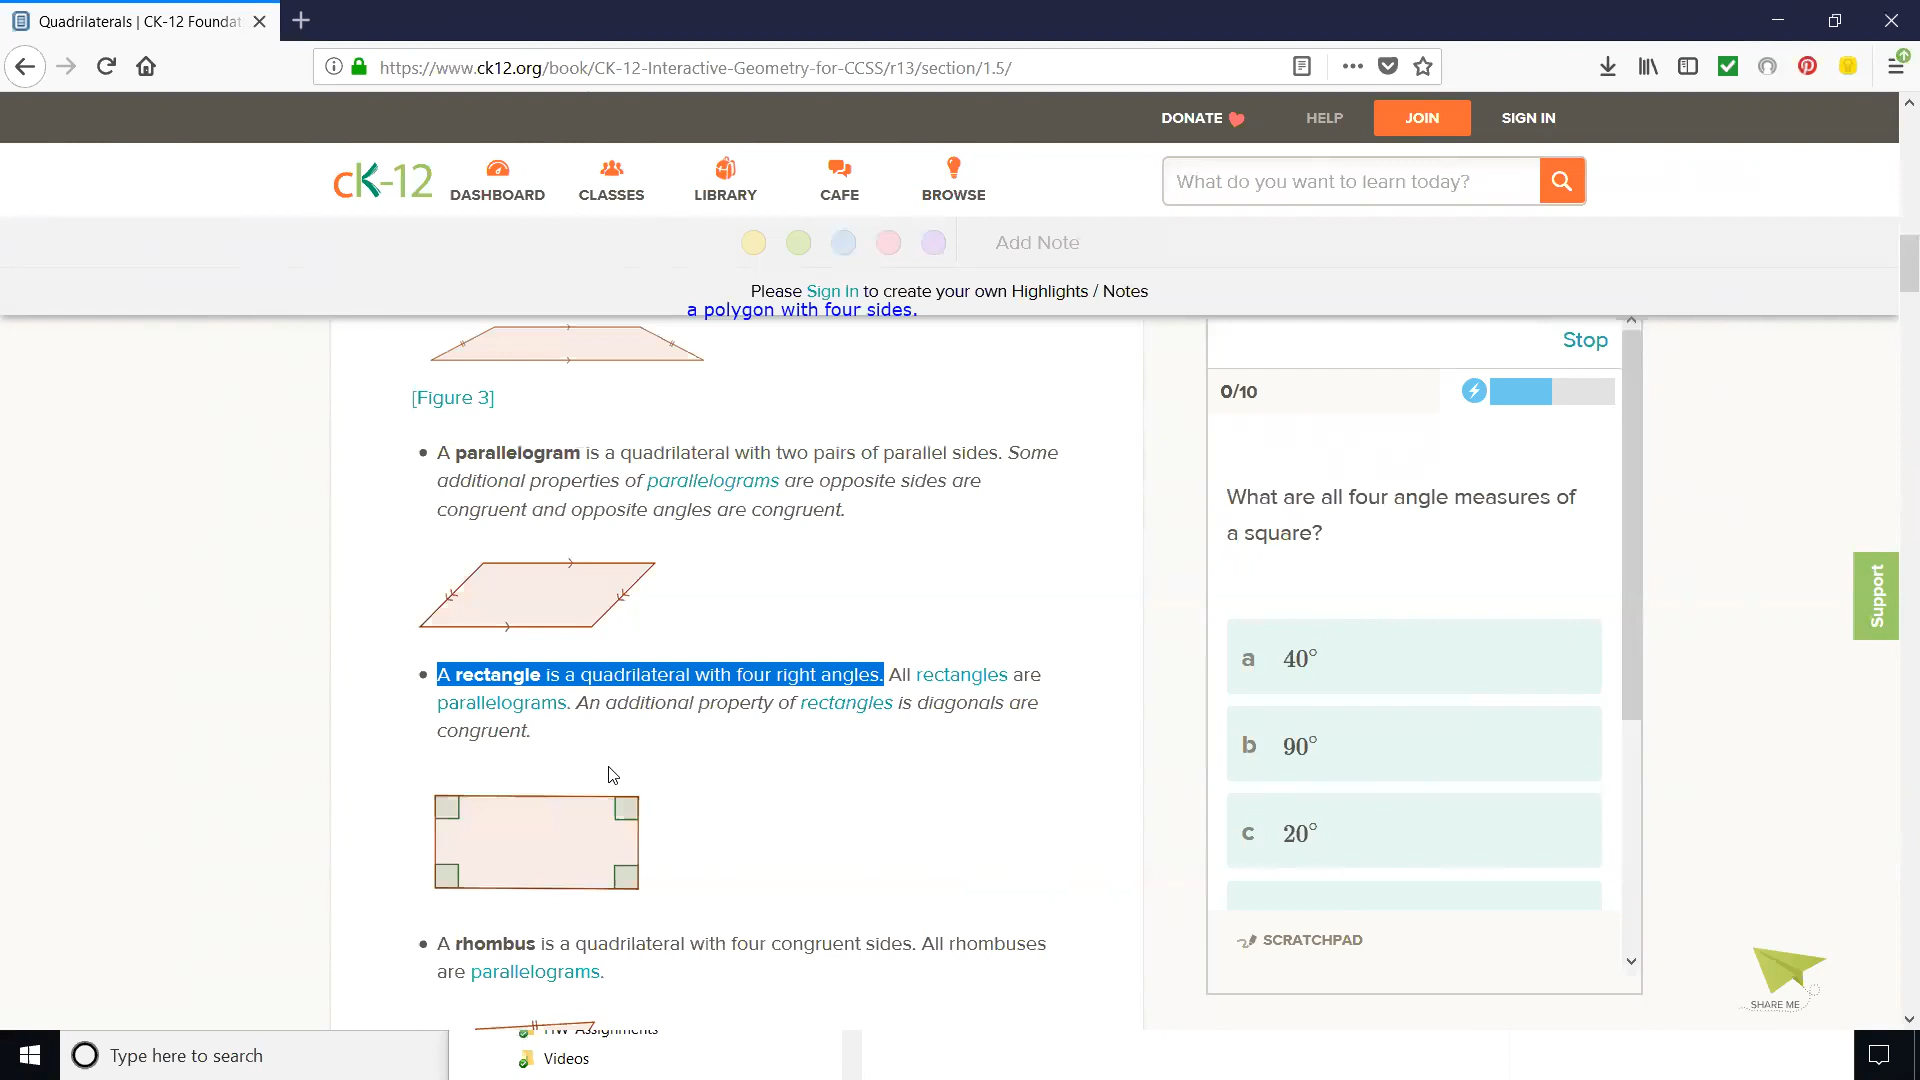 Quadrilaterals | CK-12 Foundat
https://www.ck12.org/book/CK-12-Interactive-Geometry-for-CCSS/r13/section/1.5/
DONATE HELP JOIN SIGN IN
cK-12 DASHBOARD CLASSES LIBRARY CAFE BROWSE What do you want to learn today?
Add Note
Please Sign In to create your own Highlights / Notes
a polygon with four sides.
[Figure 3]
A parallelogram is a quadrilateral with two pairs of parallel sides. Some
additional properties of parallelograms are opposite sides are
congruent and opposite angles are congruent.
A rectangle is a quadrilateral with four right angles. All rectangles are
parallelograms. An additional property of rectangles is diagonals are
congruent.
A rhombus is a quadrilateral with four congruent sides. All rhombuses
are parallelograms.
Stop
0/10
What are all four angle measures of
a square?
a 40°
b 90°
c 20°
SCRATCHPAD
Support
SHARE ME
Type here to search
HW Assignments
Videos